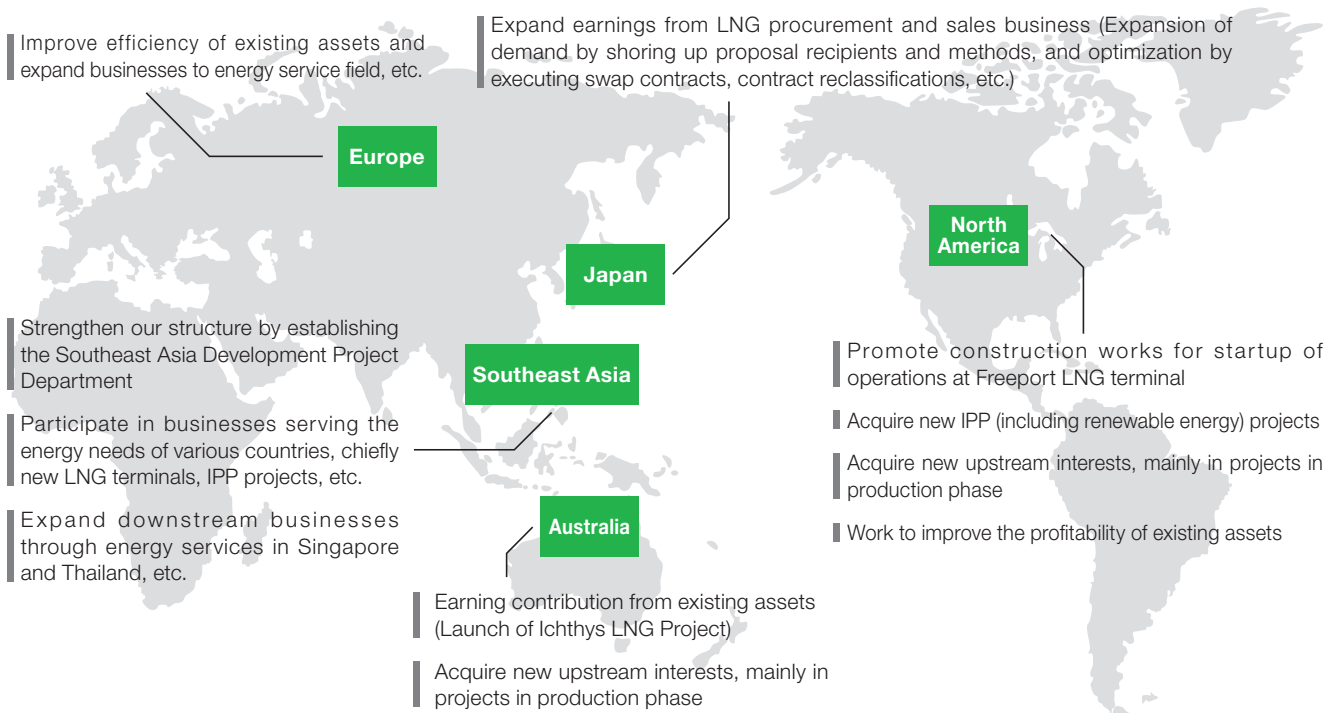 Improve efficiency of existing assets and
expand businesses to energy service field, etc.
Expand earnings from LNG procurement and sales business (Expansion of
demand by shoring up proposal recipients and methods, and optimization by
executing swap contracts, contract reclassifications, etc.)
Europe
North
America
Japan
Strengthen our structure by establishing
the Southeast Asia Development Project
Department
Southeast Asia
Participate in businesses serving the
energy needs of various countries, chiefly
new LNG terminals, IPP projects, etc.
Expand downstream businesses
through energy services in Singapore
and Thailand, etc.
Promote construction works for startup of
operations at Freeport LNG terminal
Acquire new IPP (including renewable energy) projects
Acquire new upstream interests, mainly in projects in
production phase
Work to improve the profitability of existing assets
Australia
Earning contribution from existing assets
(Launch of Ichthys LNG Project)
Acquire new upstream interests, mainly in
projects in production phase